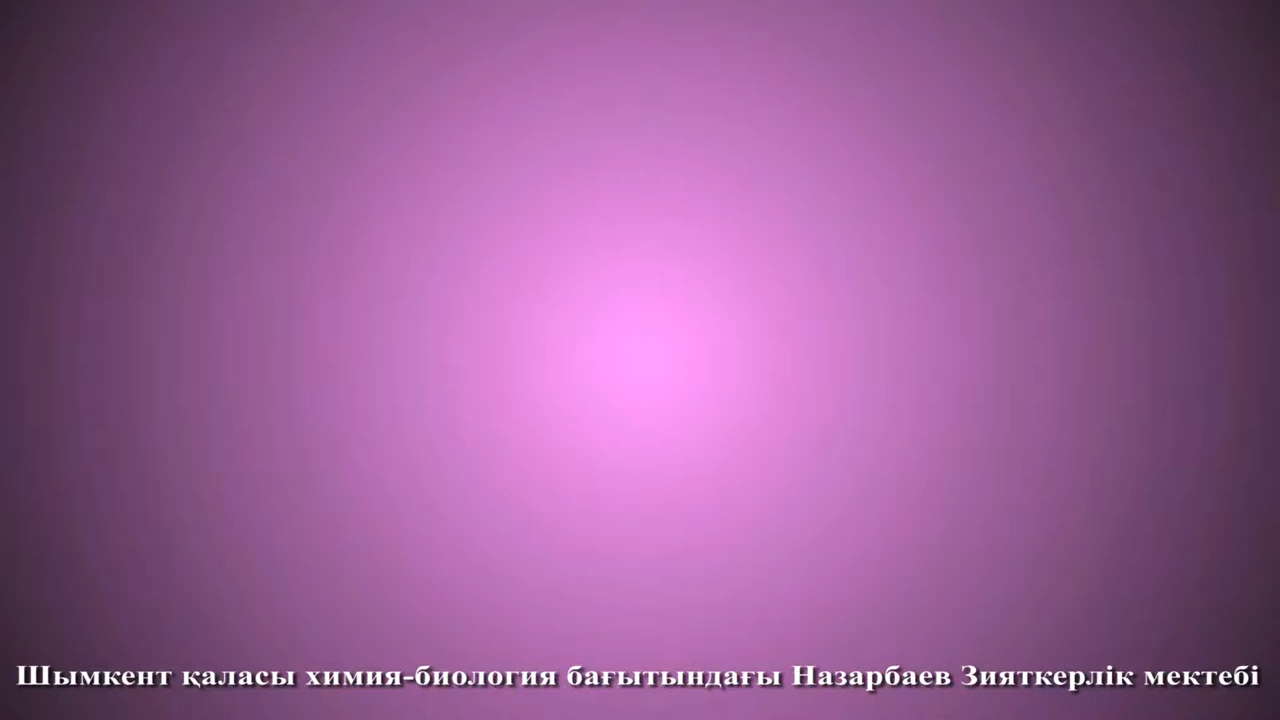 Шымкент қаласы химия-биология бағытындағы Назарбаев Зияткерлік мектебі